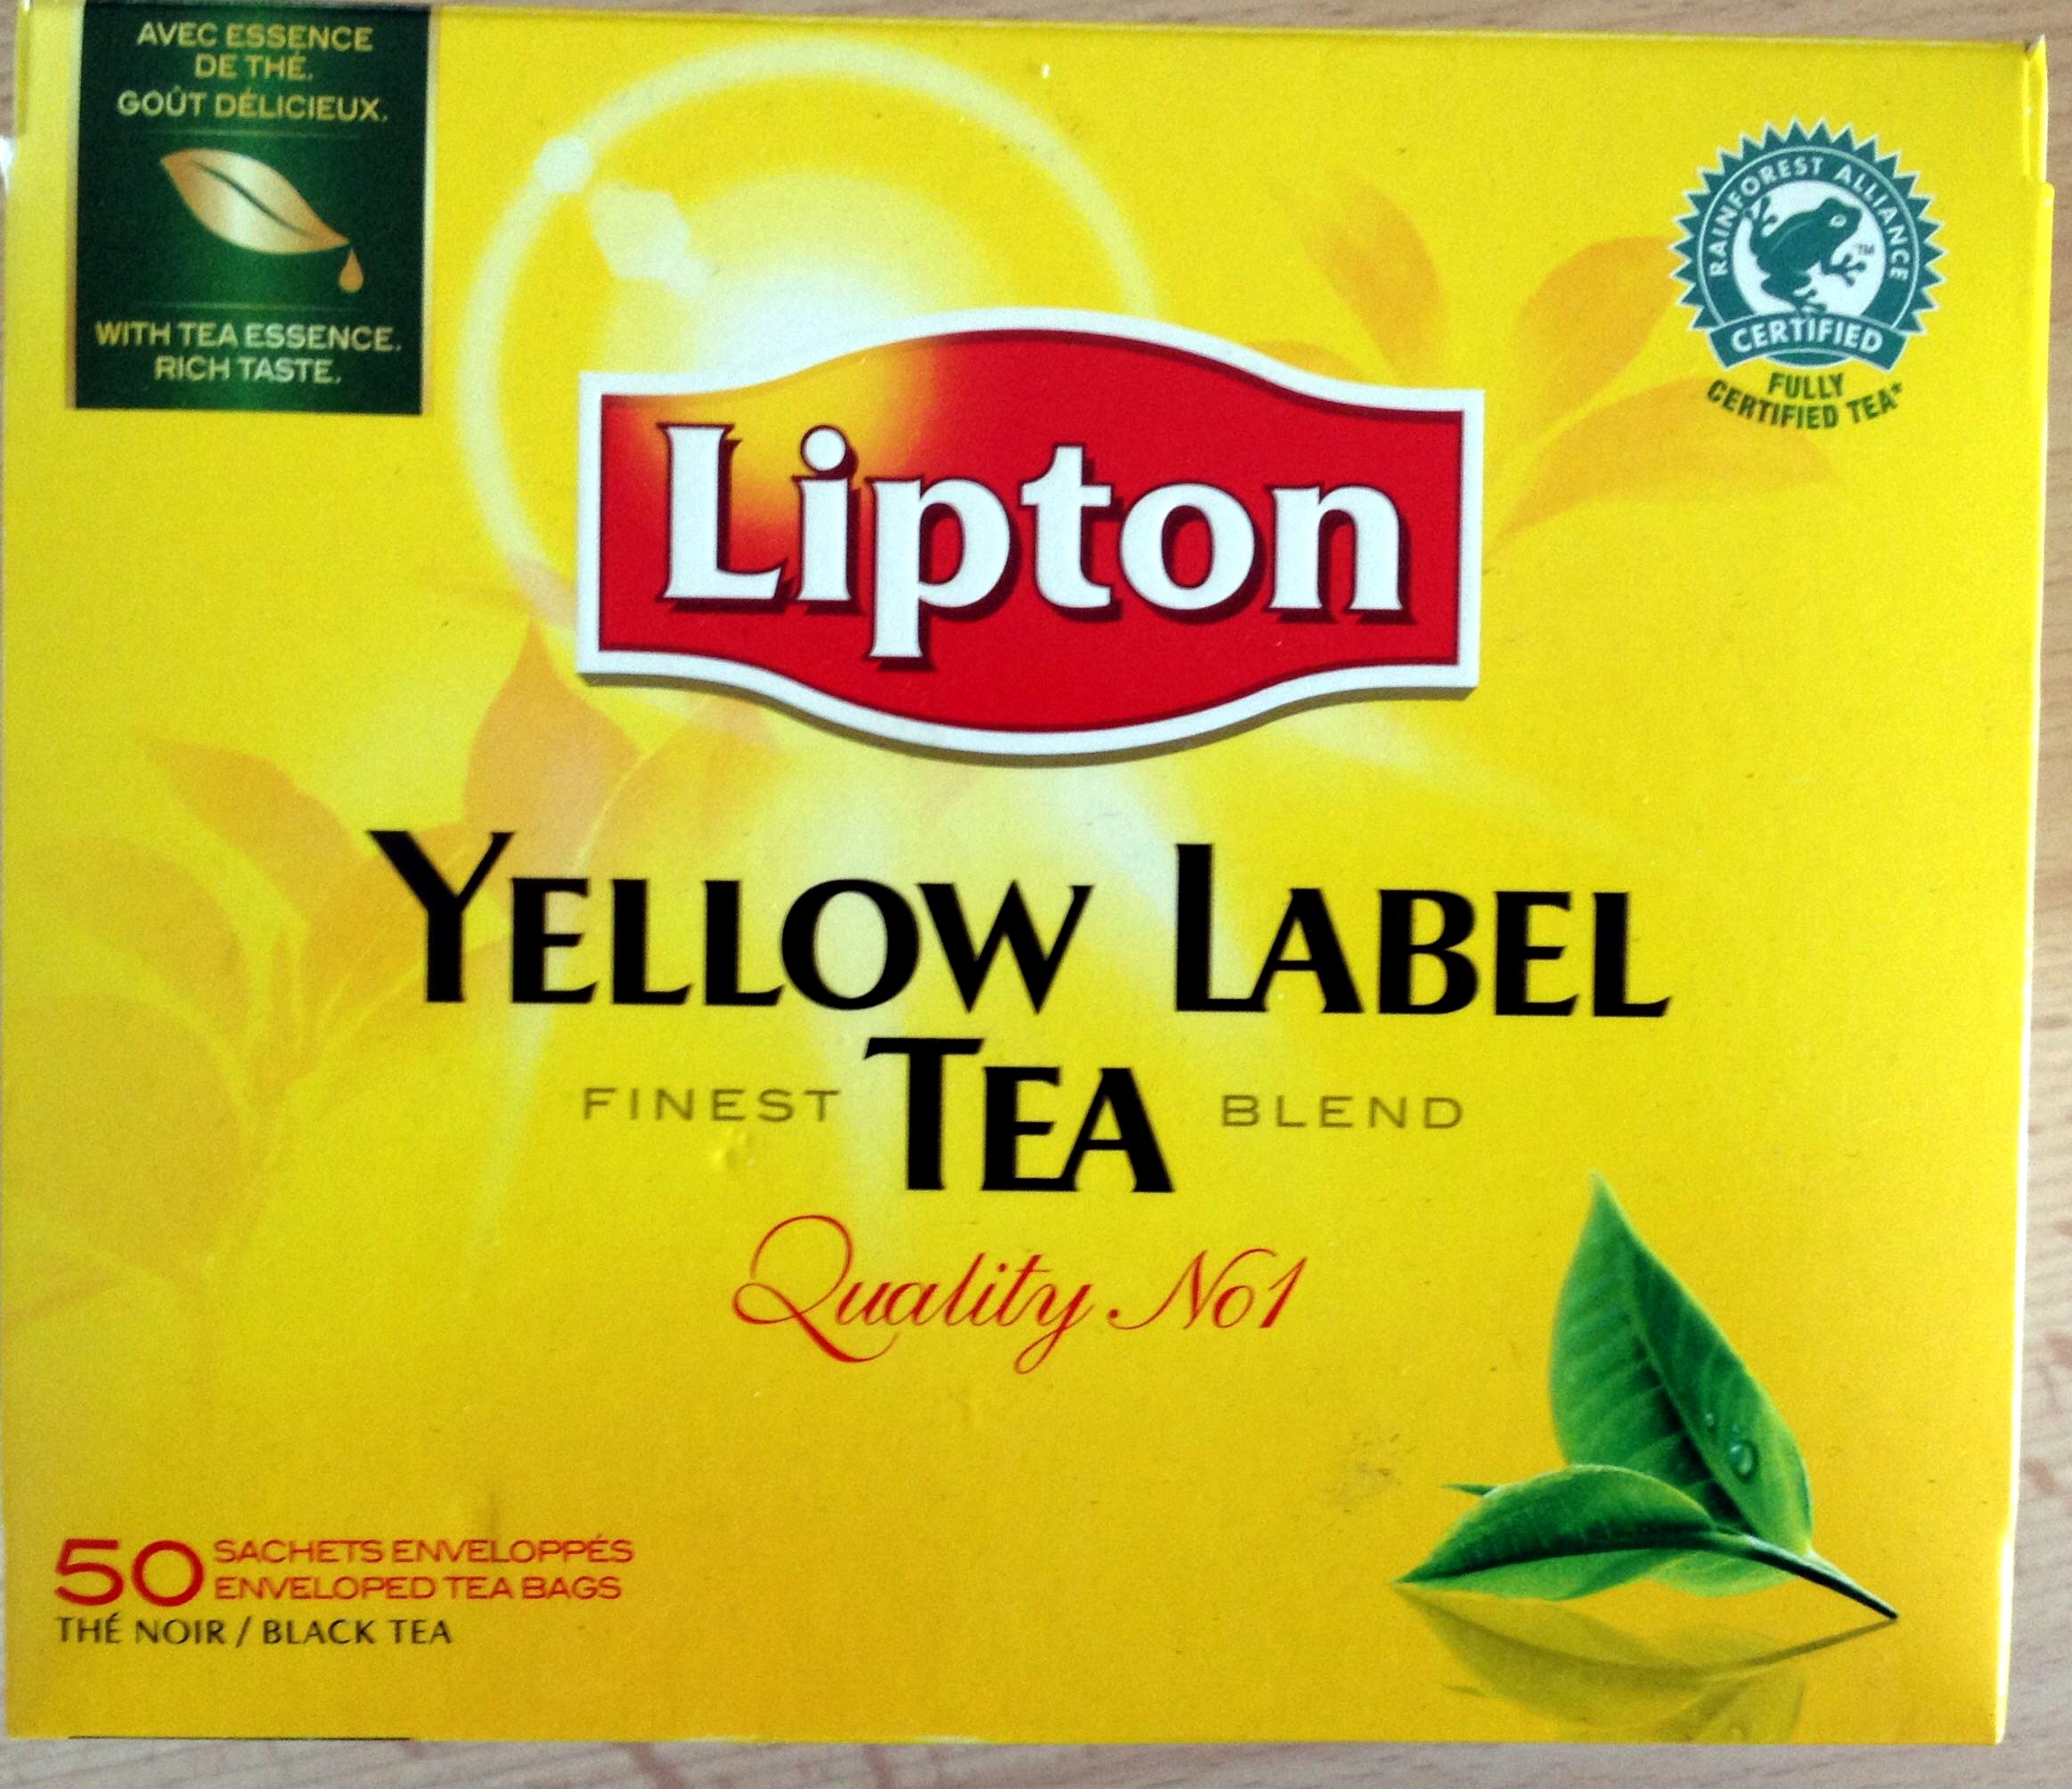 AVEC ESSENCE
DE THÉ.
GOÛT DÉLICIEUX.
WITH TEA ESSENCE.
RICH TASTE.
RAINFOREST ALLIANCE
TM
CERTIFIED
FULLY
CERTIFIED TEA*
Lipton
YELLOW LABEL
FINEST TEA BLEND
Quality No1
50 SACHETS ENVELOPPÉS
ENVELOPED TEA BAGS
THÉ NOIR / BLACK TEA